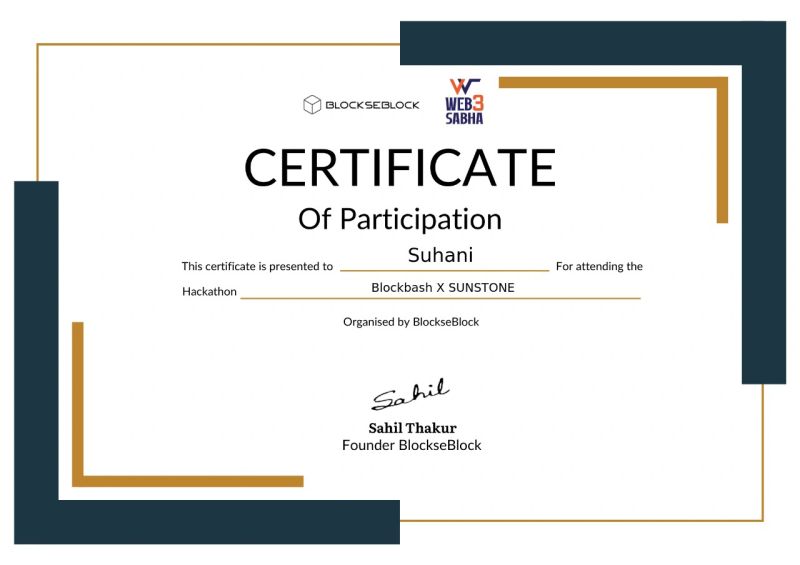 BLOCKSEBLOCK
WEB3
SABHA
CERTIFICATE
Of Participation
This certificate is presented to Suhani For attending the
Hackathon Blockbash X SUNSTONE
Organised by BlockseBlock
Sahil
Sahil Thakur
Founder BlockseBlock